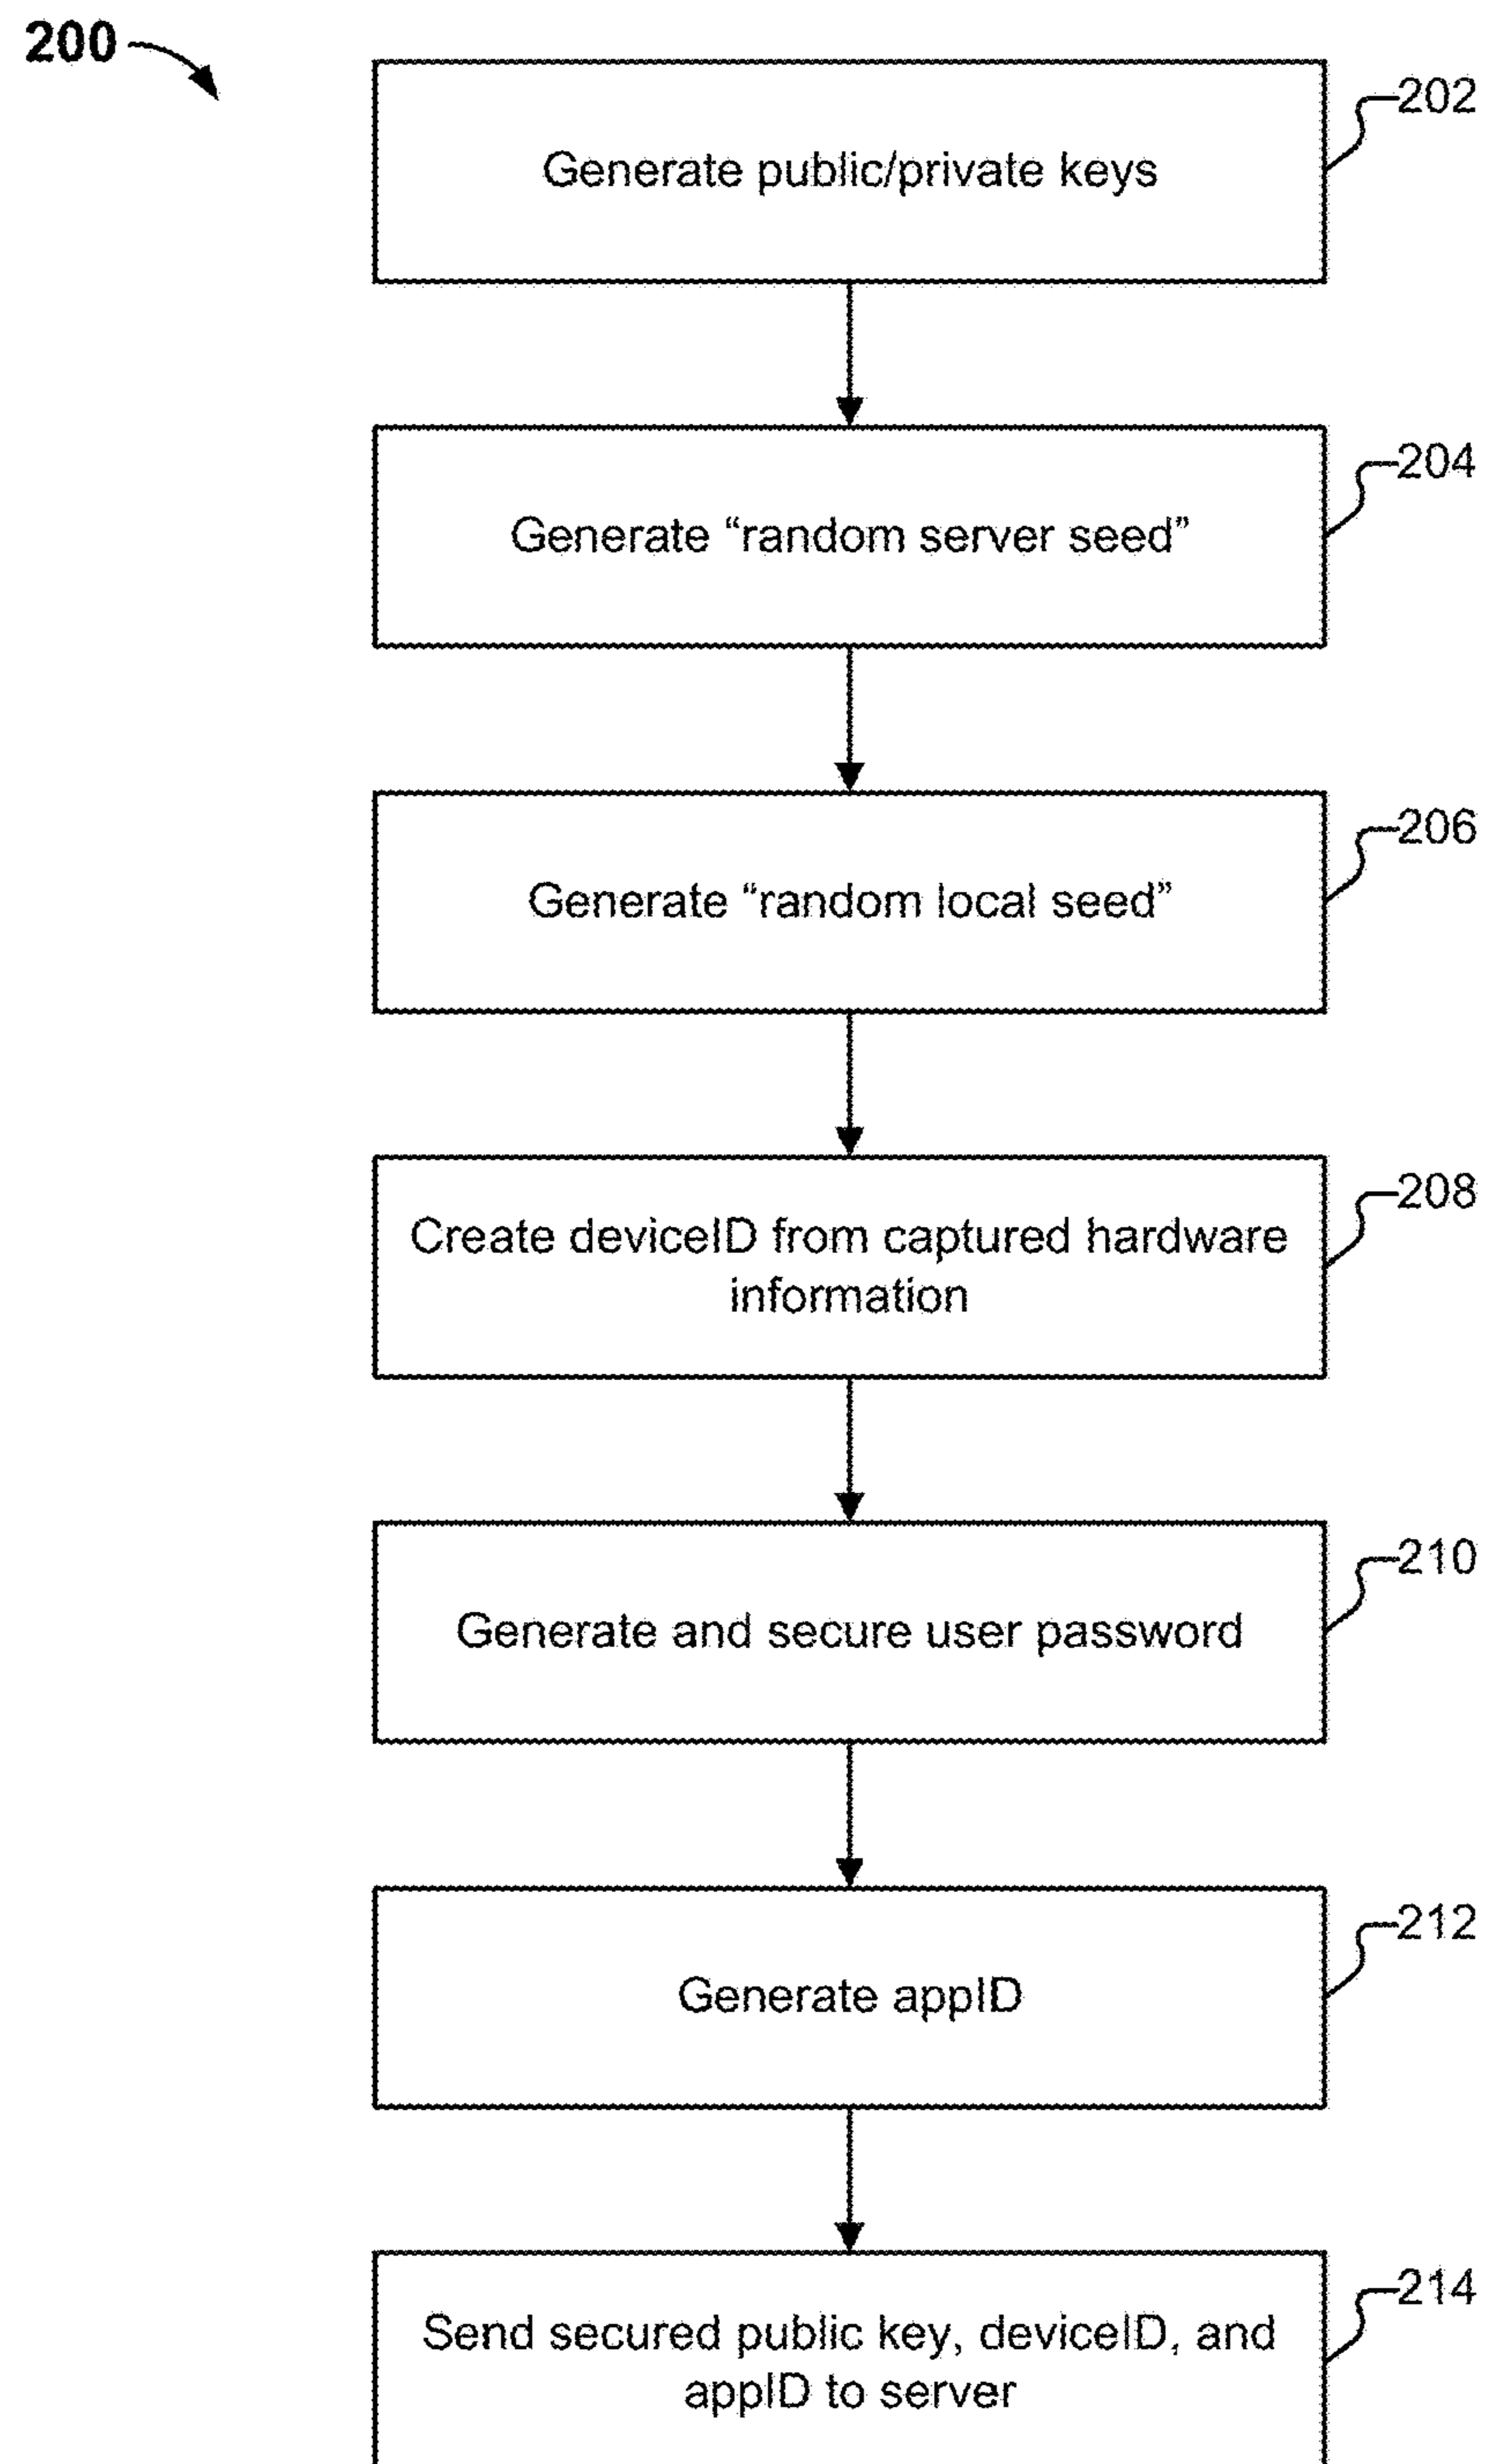 200
202
Generate public/private keys
204
Generate “random server seed”
206
Generate “random local seed”
208
Create deviceID from captured hardware
information
210
Generate and secure user password
212
Generate appID
214
Send secured public key, deviceID, and
appID to server